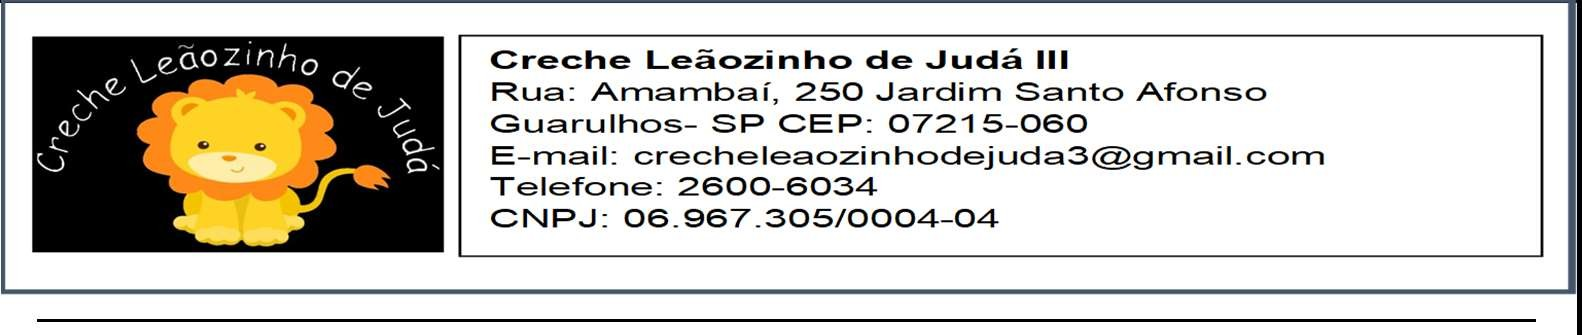 Creche Leãozinho de Judá
Creche Leãozinho de Judá III
Rua: Amambaí, 250 Jardim Santo Afonso
Guarulhos- SP CEP: 07215-060
E-mail: crecheleaozinhodejuda3@gmail.com
Telefone: 2600-6034
CNPJ: 06.967.305/0004-04